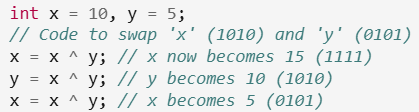 int x = 10, y = 5;
// Code to swap 'x' (1010) and 'y' (0101)
x = x ^ y; // x now becomes 15 (1111)
y = x ^ y; // y becomes 10 (1010)
x = x ^ y; // x becomes 5 (0101)